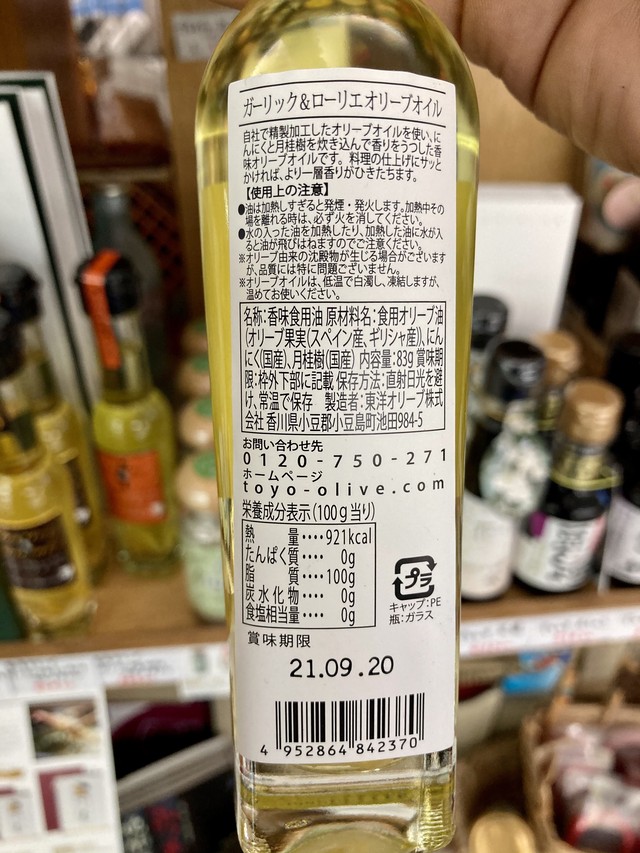 ガーリック&ローリエオリーブオイル
自社で精製加工したオリーブオイルを使い、に
んにくと月桂樹を炊き込んで香りをうつした香
味オリーブオイルです。料理の仕上げにサッと
かければ、より一層香りがひきたちます。
【使用上の注意】
●油は加熱しすぎると発煙・発火します。加熱中その
場を離れる時は、必ず火を消してください。
●水の入った油を加熱したり、加熱した油に水が入
ると油が飛びはねますのでご注意ください。
※オリーブ由来の沈殿物が生じる場合がございます
が、品質には特に問題ございません。
※オリーブオイルは、低温で白濁し、凍結しますが、
温めてお使いください。
名称:香味食用油 原材料名:食用オリーブ油
(オリーブ果実(スペイン産、ギリシャ産))、にん
にく(国産)、月桂樹(国産) 内容量:83g 賞味期
限:枠外下部に記載 保存方法:直射日光を避
け、常温で保存 製造者:東洋オリーブ株式
会社 香川県小豆郡小豆島町池田984-5
お問い合わせ先
0120-750-271
ホームページ
toyo-olive.com
栄養成分表示(100g当り)
熱量‥‥921kcal
たんぱく質‥‥0g
脂質‥‥100g
炭水化物‥‥0g
食塩相当量‥‥0g
プラ
キャップ:PE
瓶:ガラス
賞味期限
21.09.20
4 952864 842370